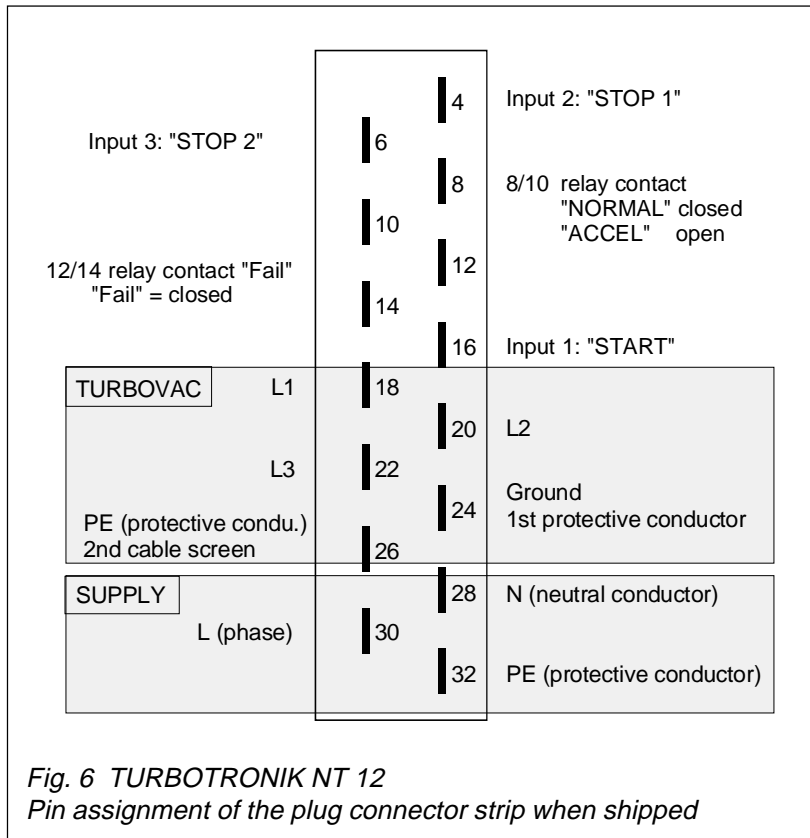 4 Input 2: "STOP 1"
Input 3: "STOP 2" 6
8 8/10 relay contact
"NORMAL" closed
10
"ACCEL" open
12
12/14 relay contact "Fail"
"Fail" = closed
14
16 Input 1: "START"
TURBOVAC L1 18
20 L2
L3 22
Ground
24
1st protective conductor
PE (protective condu.)
2nd cable screen 26
SUPPLY
28 N (neutral conductor)
L (phase) 30
32 PE (protective conductor)
Fig. 6 TURBOTRONIK NT 12
Pin assignment of the plug connector strip when shipped